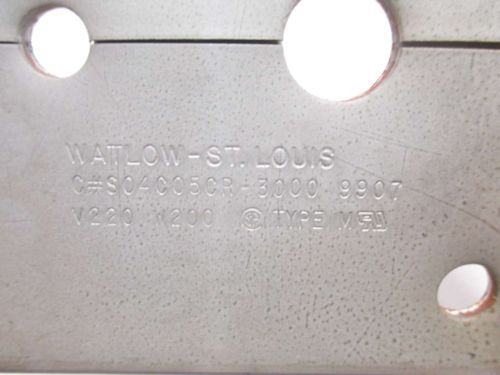 WATLOW-ST. LOUIS
C#S04C05CR-3000 9907
V220 W200 TYPE M